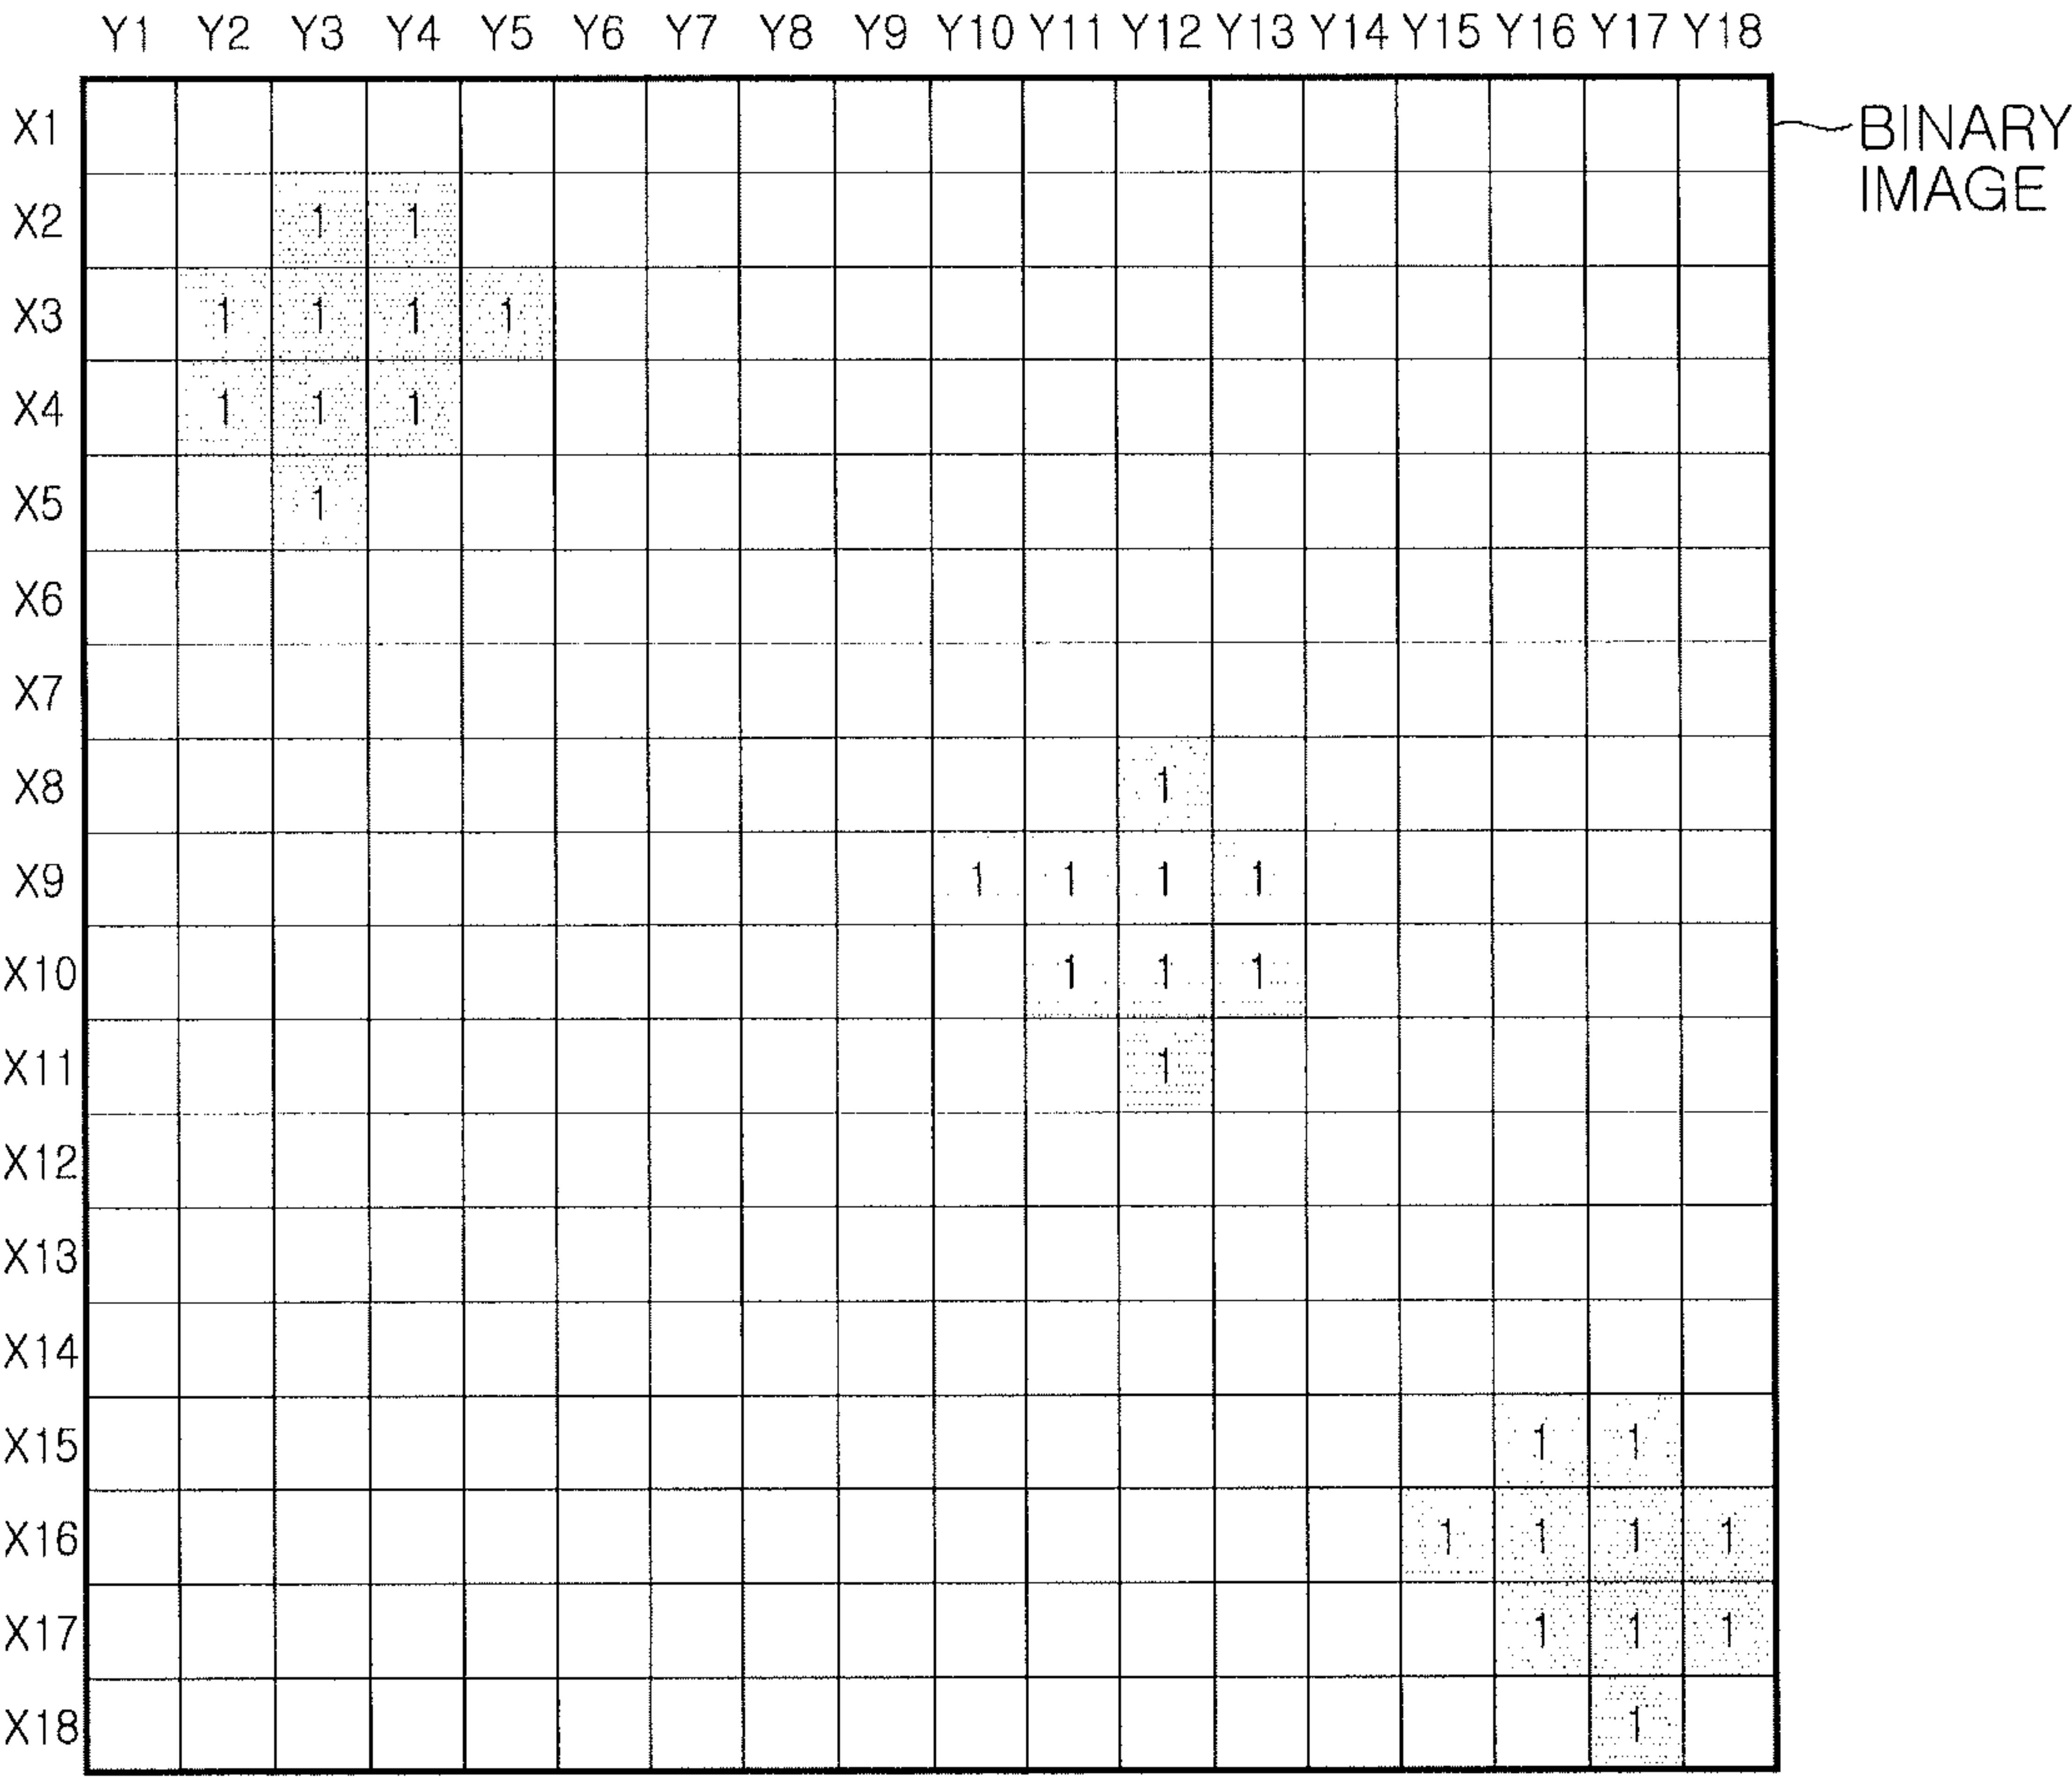 Y1 Y2 Y3 Y4 Y5 Y6 Y7 Y8 Y9 Y10 Y11 Y12 Y13 Y14 Y15 Y16 Y17 Y18
X1
BINARY
IMAGE
X2 1 1
X3 1 1 1 1
X4 1 1 1
X5 1
X6
X7
X8 1
X9 1 1 1 1
X10 1 1 1
X11 1
X12
X13
X14
X15 1 1
X16 1 1 1 1
X17 1 1 1
X18 1